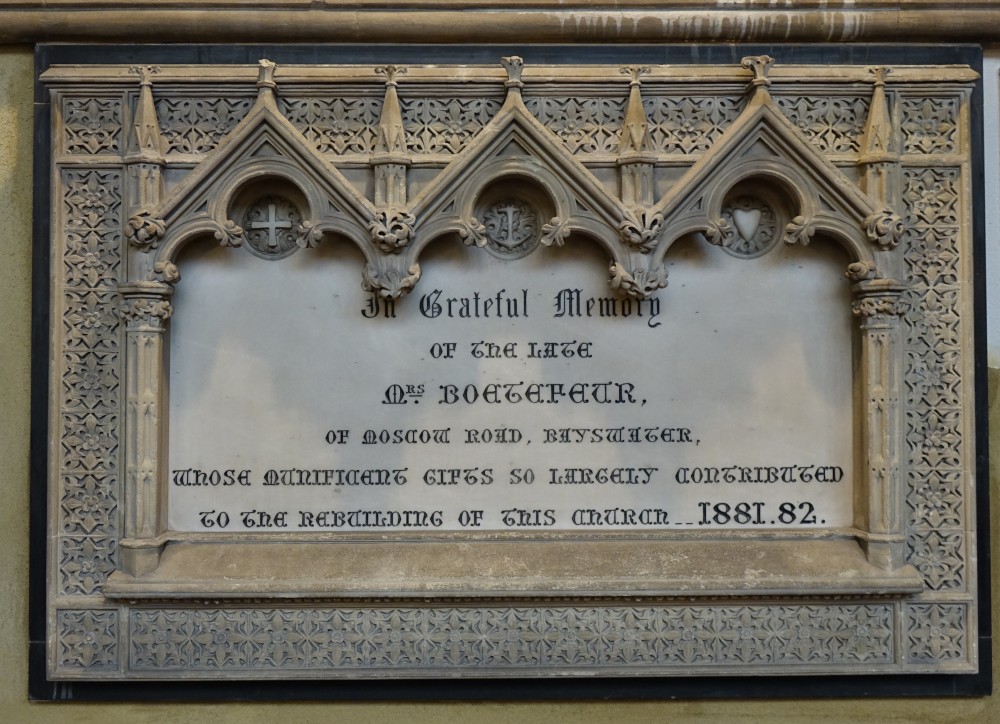 In Grateful Memory
OF THE LATE
MRS. BOETEFEUR,
OF MOSCOW ROAD, BAYSWATER,
WHOSE MUNIFICENT GIFTS SO LARGELY CONTRIBUTED
TO THE REBUILDING OF THIS CHURCH _ 1881.82.